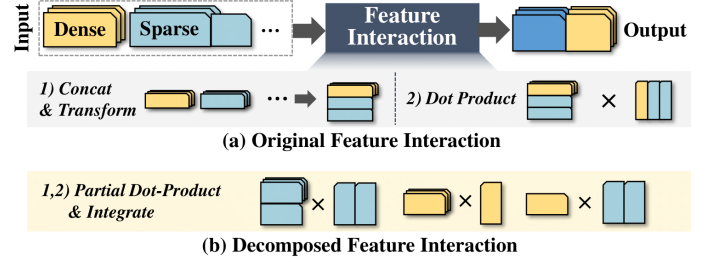 Input
Dense
Sparse
...
Feature
Interaction
Output
1) Concat
& Transform
...
2) Dot Product
×
(a) Original Feature Interaction
1,2) Partial Dot-Product
& Integrate
× × ×
(b) Decomposed Feature Interaction